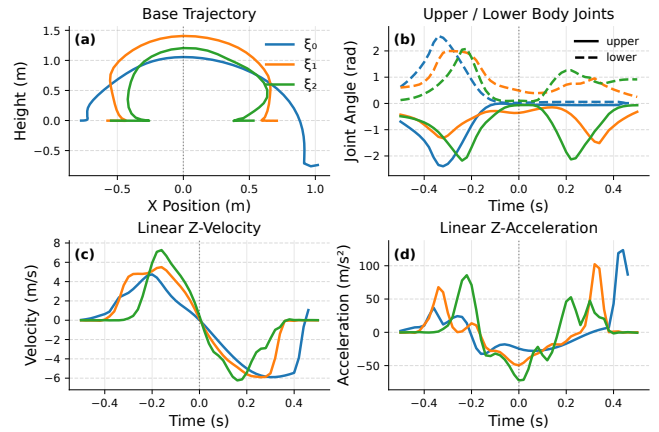 Base Trajectory
(a)
ξ₀
ξ₁
ξ₂
1.5
1.0
0.5
0.0
−0.5
Height (m)
−0.5
0.0
0.5
1.0
X Position (m)
Upper / Lower Body Joints
(b)
upper
lower
2
1
0
−1
−2
Joint Angle (rad)
−0.4
−0.2
0.0
0.2
0.4
Time (s)
Linear Z-Velocity
(c)
8
6
4
2
0
−2
−4
−6
Velocity (m/s)
−0.4
−0.2
0.0
0.2
0.4
Time (s)
Linear Z-Acceleration
(d)
100
50
0
−50
Acceleration (m/s²)
−0.4
−0.2
0.0
0.2
0.4
Time (s)